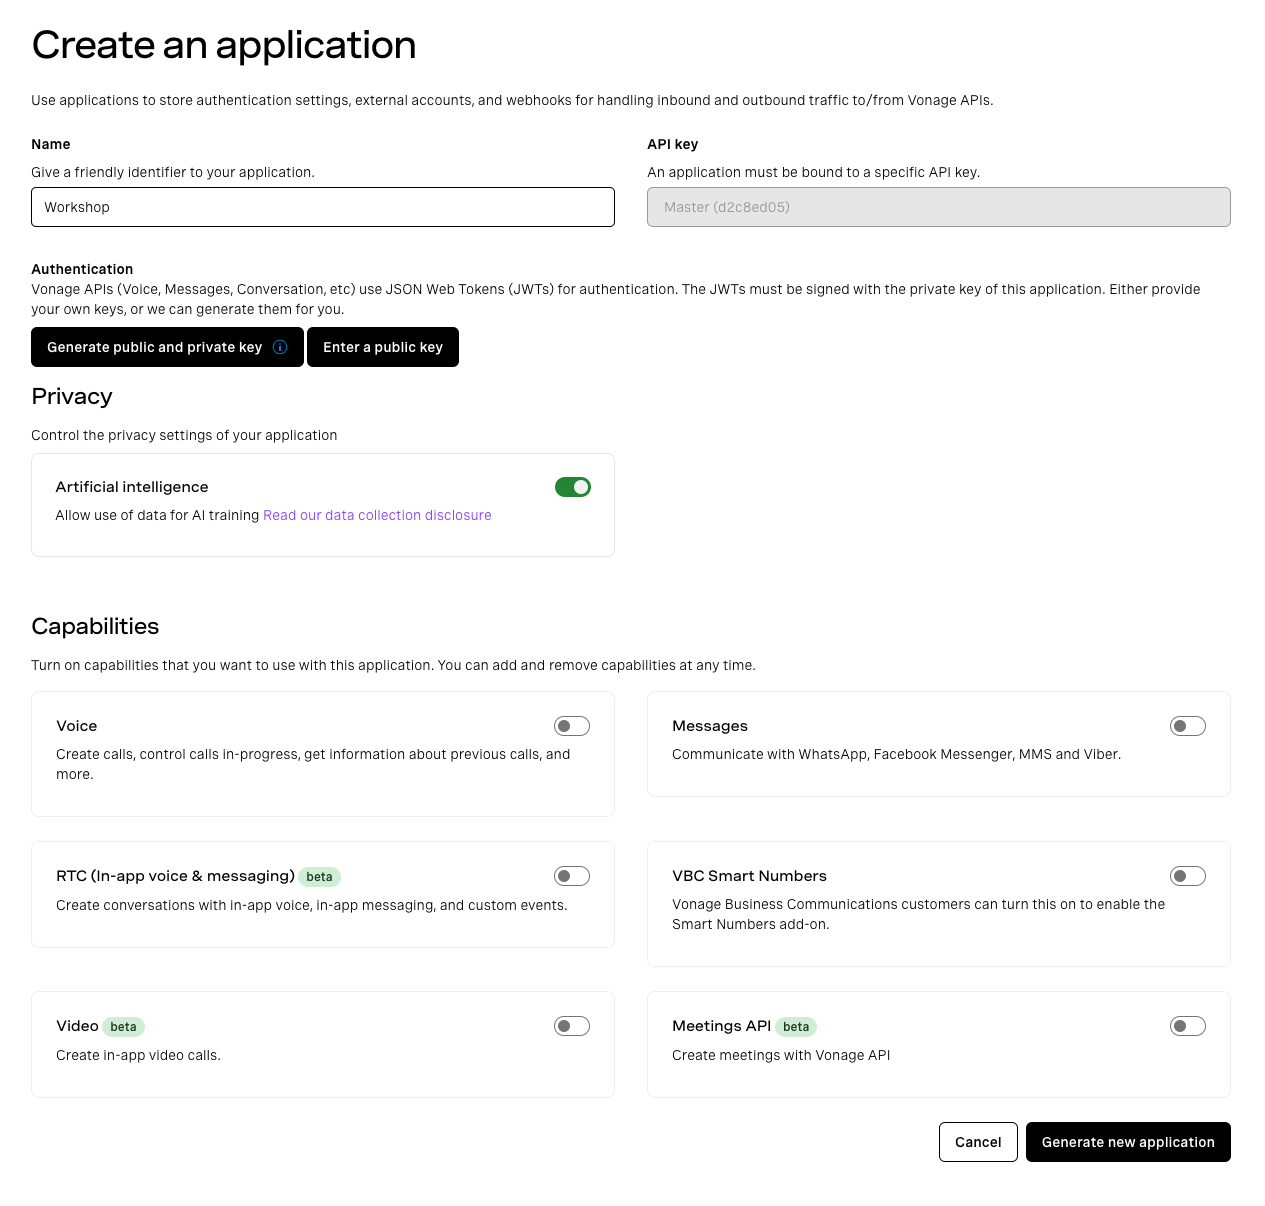 Create an application
Use applications to store authentication settings, external accounts, and webhooks for handling inbound and outbound traffic to/from Vonage APIs.
Name
Give a friendly identifier to your application.
Workshop
API key
An application must be bound to a specific API key.
Master (d2c8ed05)
Authentication
Vonage APIs (Voice, Messages, Conversation, etc) use JSON Web Tokens (JWTs) for authentication. The JWTs must be signed with the private key of this application. Either provide
your own keys, or we can generate them for you.
Generate public and private key
Enter a public key
Privacy
Control the privacy settings of your application
Artificial intelligence
Allow use of data for AI training Read our data collection disclosure
Capabilities
Turn on capabilities that you want to use with this application. You can add and remove capabilities at any time.
Voice
Create calls, control calls in-progress, get information about previous calls, and
more.
Messages
Communicate with WhatsApp, Facebook Messenger, MMS and Viber.
RTC (In-app voice & messaging) beta
Create conversations with in-app voice, in-app messaging, and custom events.
VBC Smart Numbers
Vonage Business Communications customers can turn this on to enable the
Smart Numbers add-on.
Video beta
Create in-app video calls.
Meetings API beta
Create meetings with Vonage API
Cancel
Generate new application